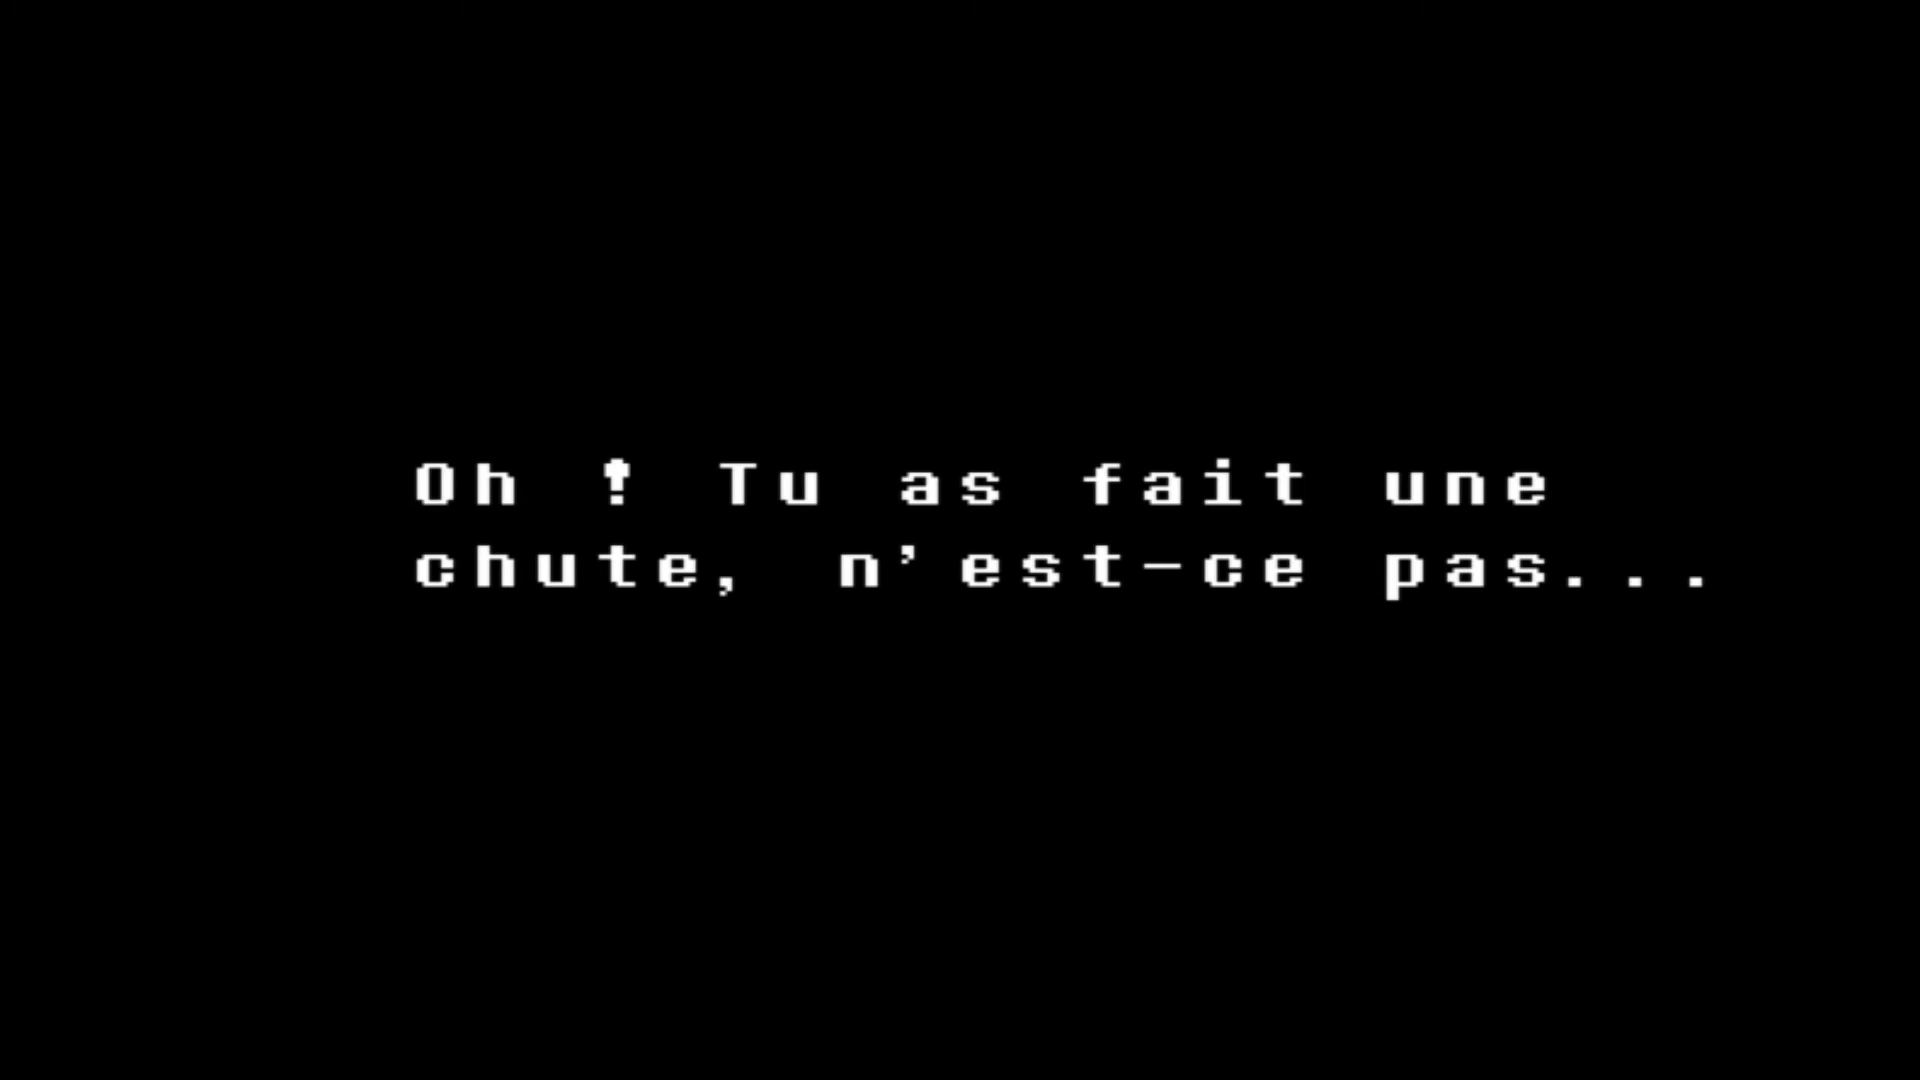 Oh ! Tu as fait une
chute, n'est-ce pas...